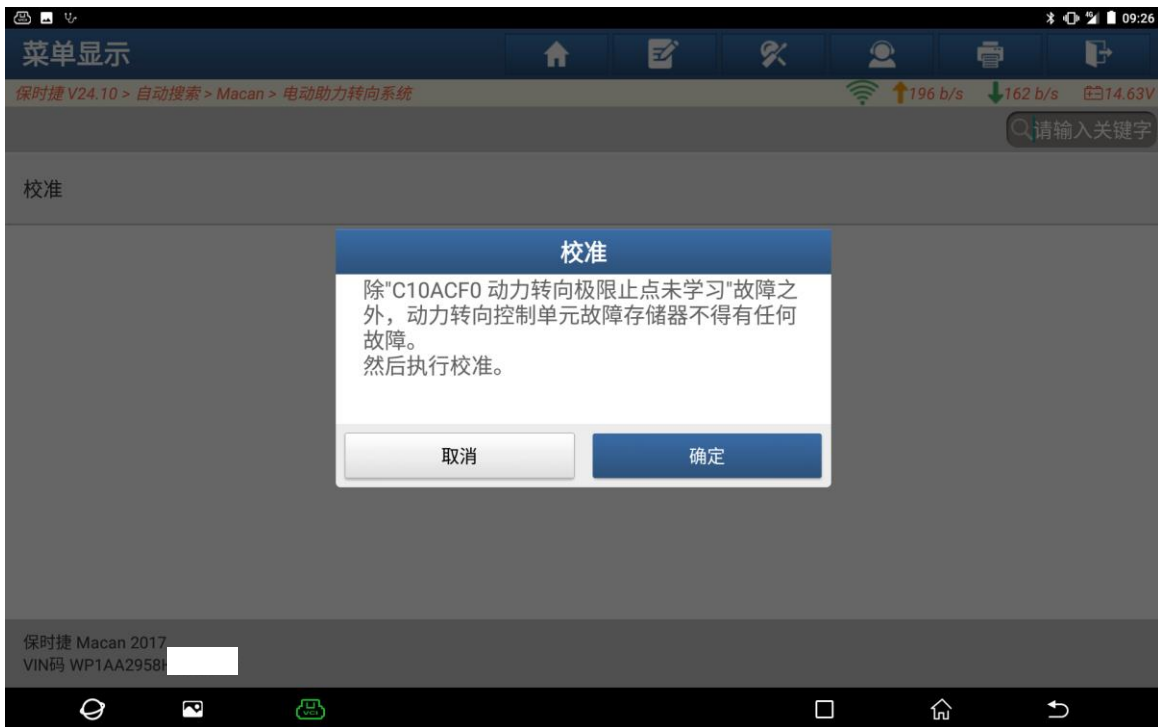 4G 09:26
菜单显示
保时捷 V24.10 > 自动搜索 > Macan > 电动助力转向系统 196 b/s 162 b/s 14.63V
请输入关键字
校准
校准
除"C10ACF0 动力转向极限止点未学习"故障之
外，动力转向控制单元故障存储器不得有任何
故障。
然后执行校准。
取消 确定
保时捷 Macan 2017
VIN码 WP1AA2958H
VCI